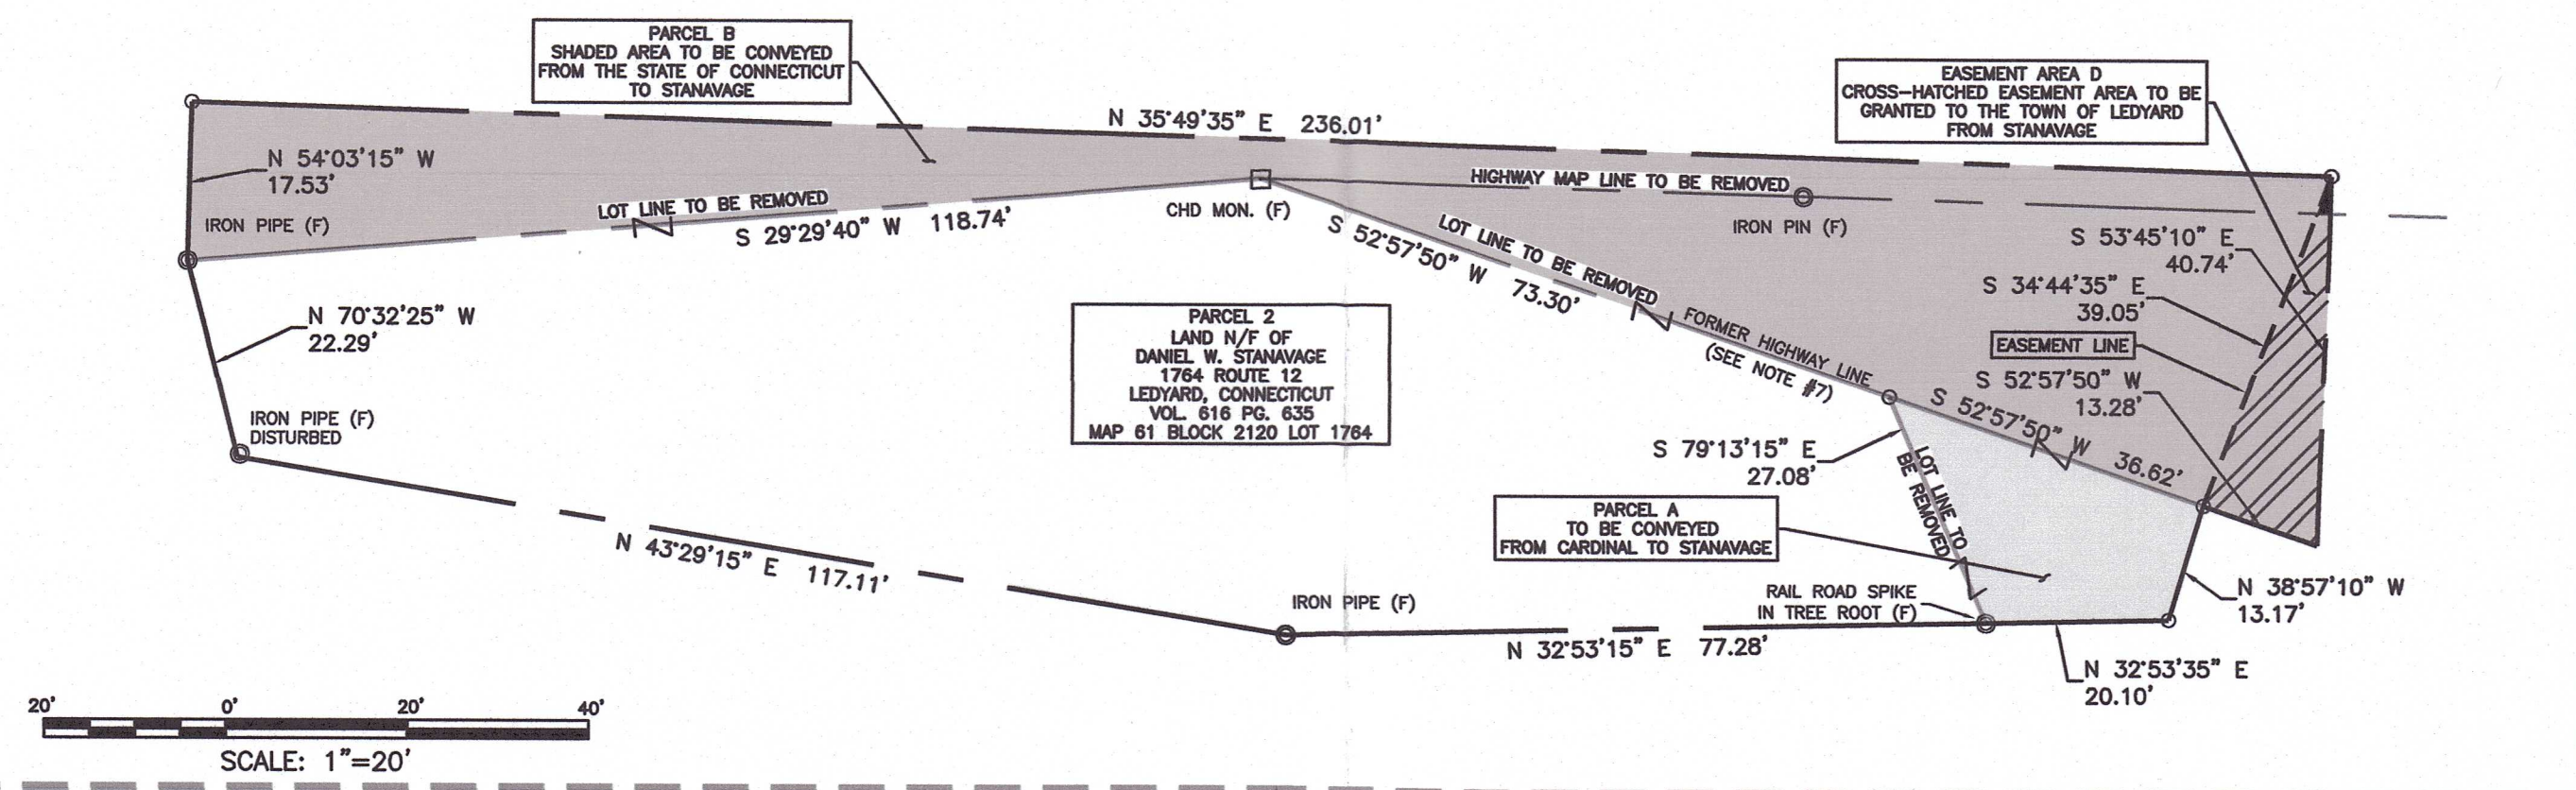 PARCEL B
SHADED AREA TO BE CONVEYED
FROM THE STATE OF CONNECTICUT
TO STANAVAGE
EASEMENT AREA D
CROSS-HATCHED EASEMENT AREA TO BE
GRANTED TO THE TOWN OF LEDYARD
FROM STANAVAGE
N 35°49'35" E 236.01'
N 54°03'15" W
17.53'
IRON PIPE (F)
LOT LINE TO BE REMOVED
S 29°29'40" W 118.74'
CHD MON. (F)
HIGHWAY MAP LINE TO BE REMOVED
IRON PIN (F)
LOT LINE TO BE REMOVED
S 52°57'50" W 73.30'
FORMER HIGHWAY LINE
(SEE NOTE #7)
S 53°45'10" E
40.74'
S 34°44'35" E
39.05'
EASEMENT LINE
S 52°57'50" W
13.28'
S 52°57'50" W 36.62'
N 70°32'25" W
22.29'
PARCEL 2
LAND N/F OF
DANIEL W. STANAVAGE
1764 ROUTE 12
LEDYARD, CONNECTICUT
VOL. 616 PG. 635
MAP 61 BLOCK 2120 LOT 1764
IRON PIPE (F)
DISTURBED
S 79°13'15" E
27.08'
LOT LINE TO
BE REMOVED
PARCEL A
TO BE CONVEYED
FROM CARDINAL TO STANAVAGE
N 43°29'15" E 117.11'
IRON PIPE (F)
RAIL ROAD SPIKE
IN TREE ROOT (F)
N 38°57'10" W
13.17'
N 32°53'15" E 77.28'
N 32°53'35" E
20.10'
20' 0' 20' 40'
SCALE: 1"=20'